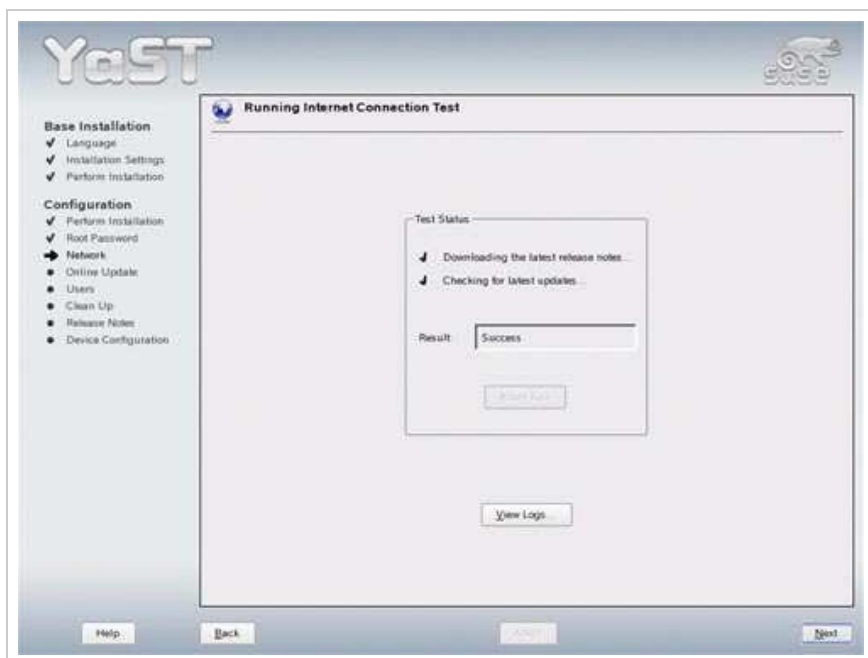 YaST
suse
Running Internet Connection Test
Base Installation
Language
Installation Settings
Perform Installation
Configuration
Perform Installation
Root Password
Network
Online Update
Users
Clean Up
Release Notes
Device Configuration
Test Status
Downloading the latest release notes...
Checking for latest updates...
Result
Success
View Logs...
Help
Back
Abort
Next